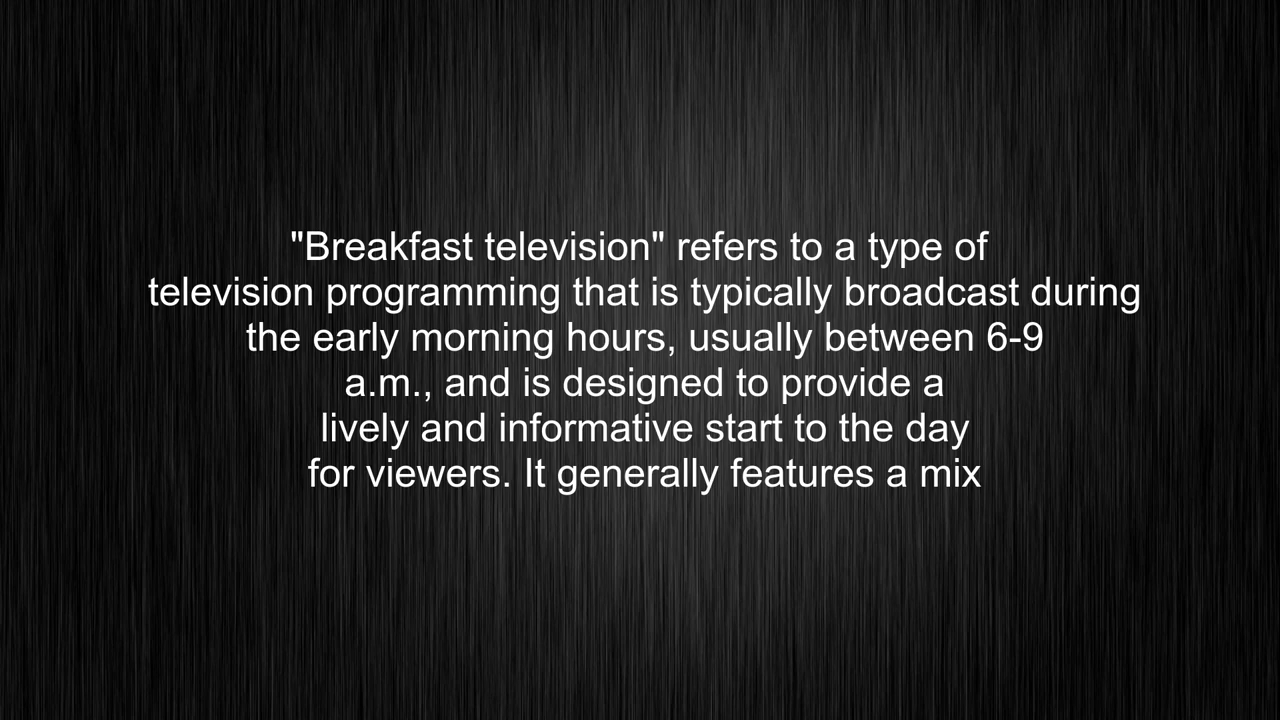 "Breakfast television" refers to a type of
television programming that is typically broadcast during
the early morning hours, usually between 6-9
a.m., and is designed to provide a
lively and informative start to the day
for viewers. It generally features a mix